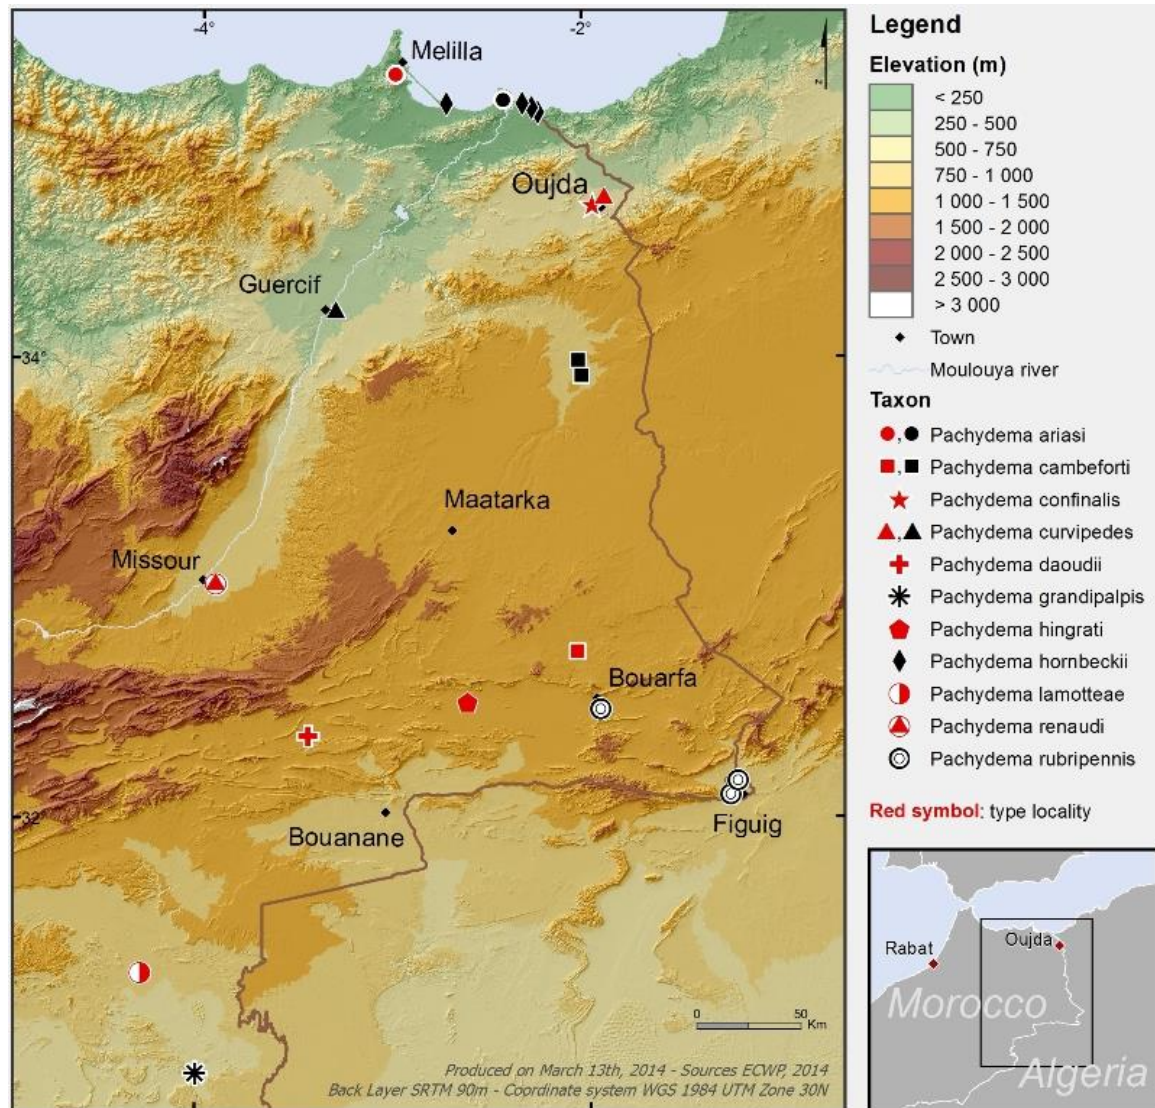 -4°
-2°
Melilla
z
Oujda
Guercif
34°
Maatarka
Missour
Bouarfa
32°
Bouanane
Figuig
0 50
Km
Produced on March 13th, 2014 - Sources ECWP, 2014
Back Layer SRTM 90m - Coordinate system WGS 1984 UTM Zone 30N
Legend
Elevation (m)
< 250
250 - 500
500 - 750
750 - 1 000
1 000 - 1 500
1 500 - 2 000
2 000 - 2 500
2 500 - 3 000
> 3 000
Town
Moulouya river
Taxon
, Pachydema ariasi
, Pachydema cambeforti
Pachydema confinalis
, Pachydema curvipedes
Pachydema daoudii
Pachydema grandipalpis
Pachydema hingrati
Pachydema hornbeckii
Pachydema lamotteae
Pachydema renaudi
Pachydema rubripennis
Red symbol: type locality
Rabat
Oujda
Morocco
Algeria